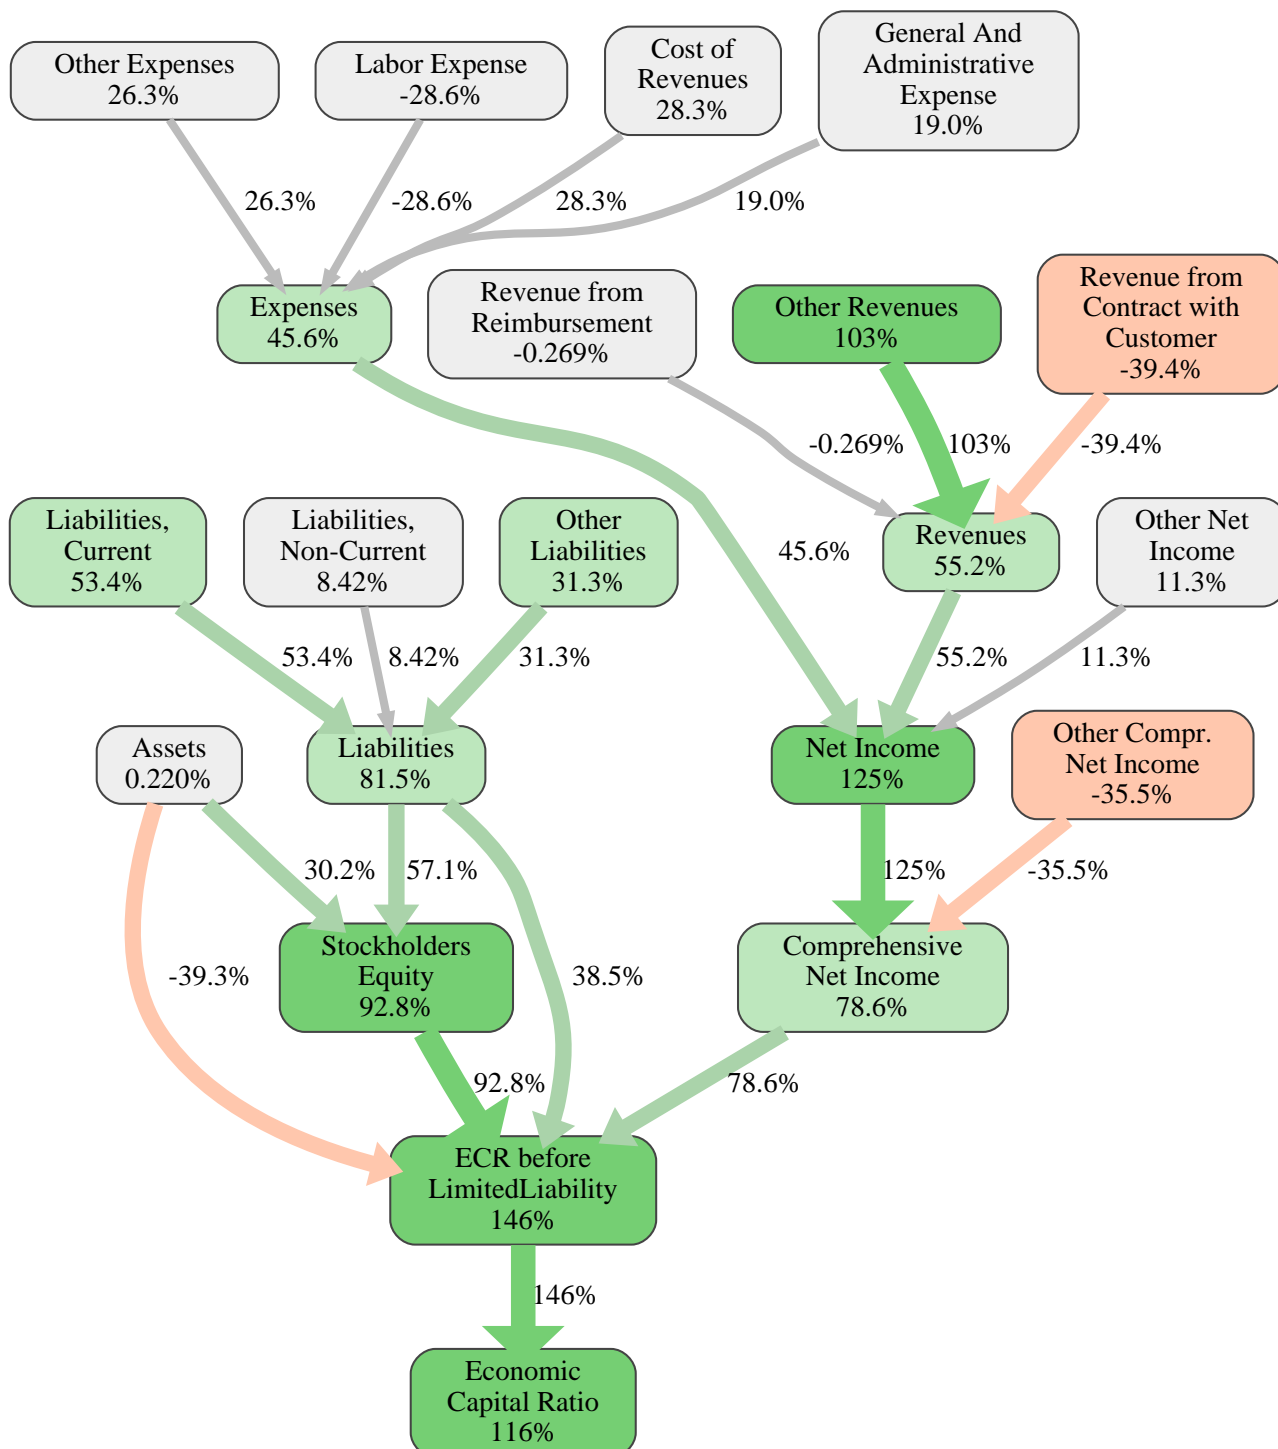 Other Expenses
26.3%
Labor Expense
-28.6%
Cost of
Revenues
28.3%
General And
Administrative
Expense
19.0%
26.3%
-28.6%
28.3%
19.0%
Expenses
45.6%
Revenue from
Reimbursement
-0.269%
Other Revenues
103%
Revenue from
Contract with
Customer
-39.4%
-0.269%
103%
-39.4%
Liabilities,
Current
53.4%
Liabilities,
Non-Current
8.42%
Other
Liabilities
31.3%
45.6%
Revenues
55.2%
Other Net
Income
11.3%
53.4%
8.42%
31.3%
55.2%
11.3%
Assets
0.220%
Liabilities
81.5%
Net Income
125%
Other Compr.
Net Income
-35.5%
30.2%
57.1%
125%
-35.5%
-39.3%
Stockholders
Equity
92.8%
38.5%
Comprehensive
Net Income
78.6%
92.8%
78.6%
ECR before
LimitedLiability
146%
146%
Economic
Capital Ratio
116%